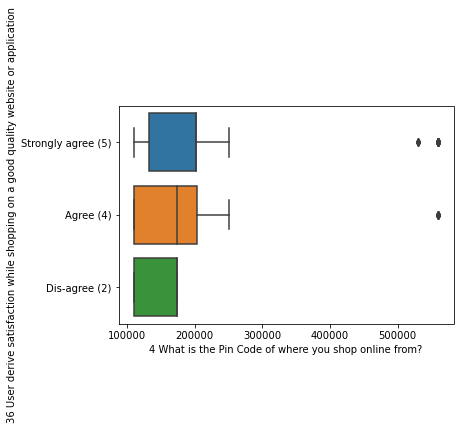 36 User derive satisfaction while shopping on a good quality website or application
Strongly agree (5)
Agree (4)
Dis-agree (2)
100000 200000 300000 400000 500000
4 What is the Pin Code of where you shop online from?